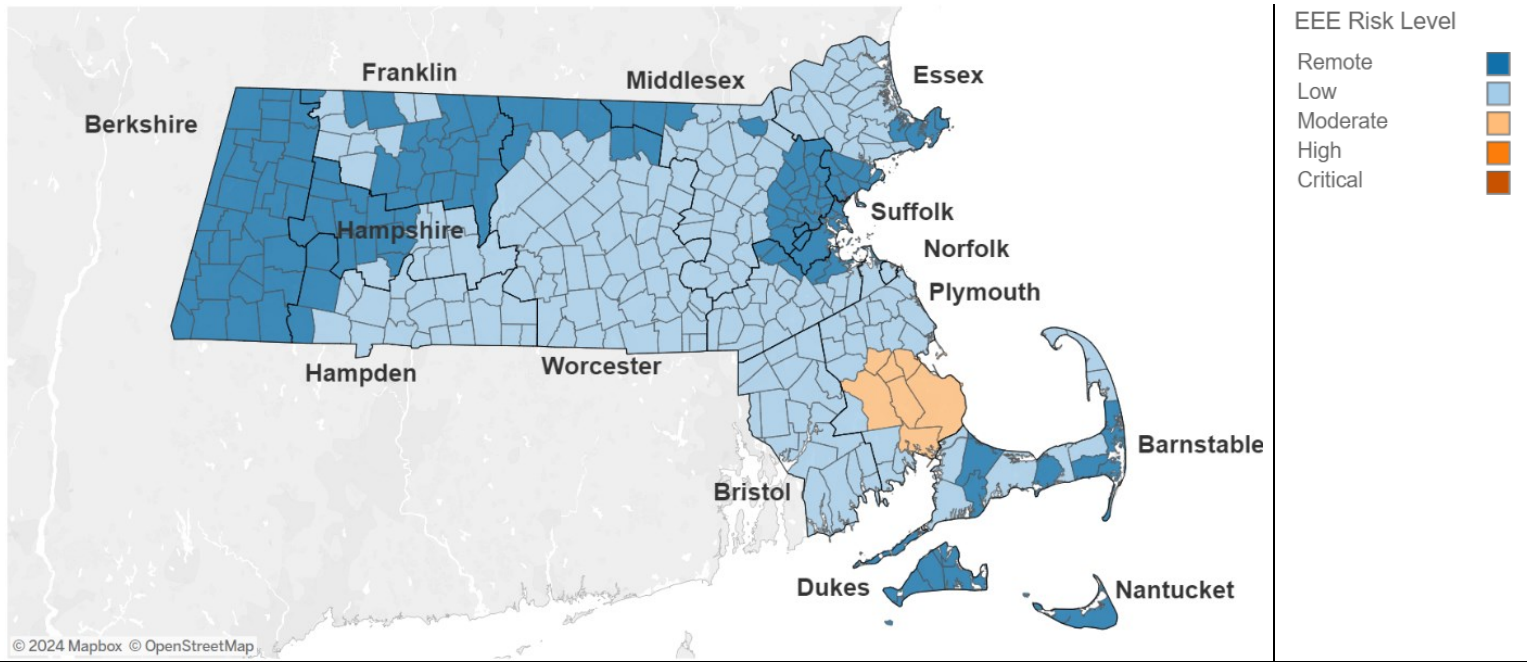 EEE Risk Level
Remote
Low
Moderate
High
Critical
Franklin
Middlesex
Essex
Berkshire
Suffolk
Hampshire
Norfolk
Plymouth
Worcester
Hampden
Barnstable
Bristol
Dukes
Nantucket
© 2024 Mapbox © OpenStreetMap